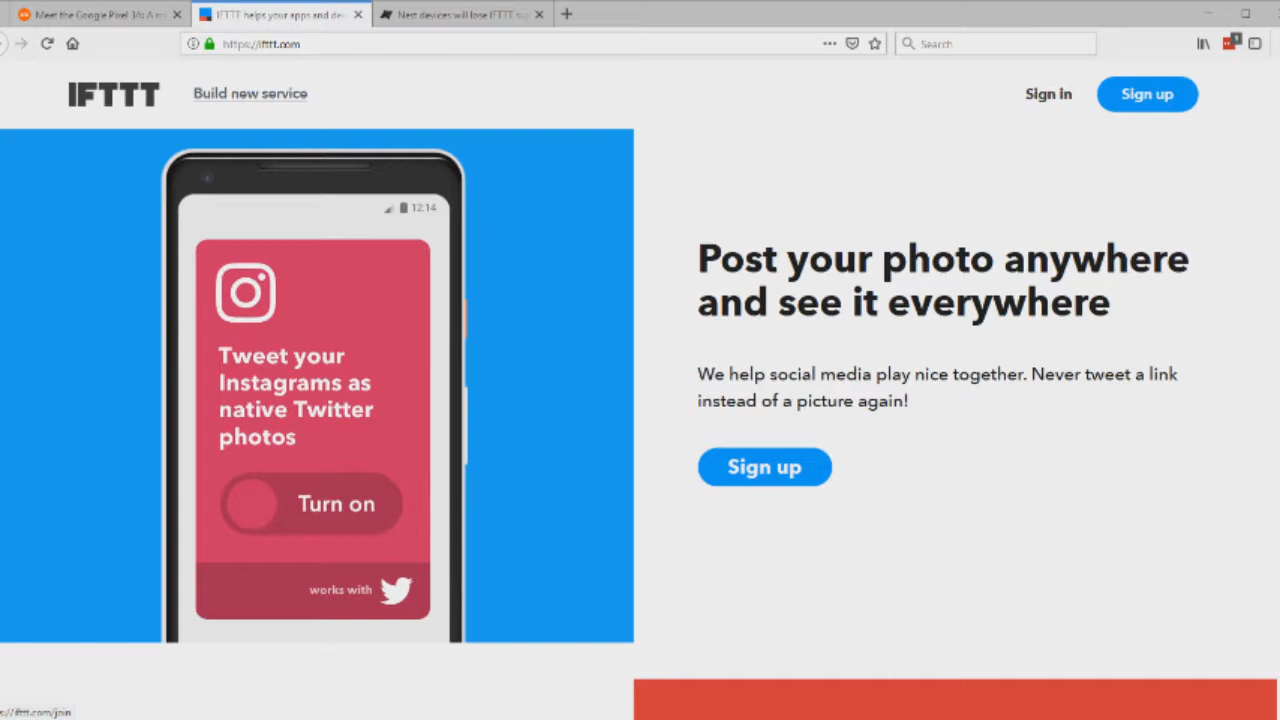 Meet the Google Pixel 3A: A mi
IFTTT helps your apps and dev
Nest devices will lose IFTTT su
https://ifttt.com
Search
IFTTT
Build new service
Sign in
Sign up
12:14
Tweet your
Instagrams as
native Twitter
photos
Turn on
works with
Post your photo anywhere
and see it everywhere
We help social media play nice together. Never tweet a link
instead of a picture again!
Sign up
s://ifttt.com/join